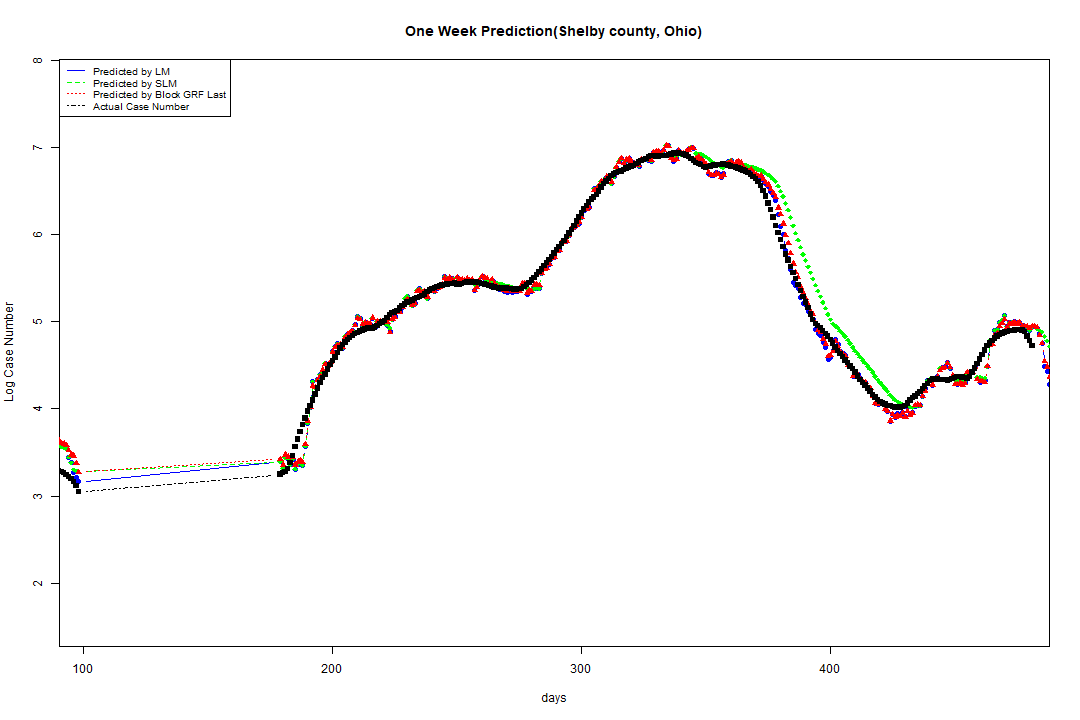 One Week Prediction(Shelby county, Ohio)
Predicted by LM
Predicted by SLM
Predicted by Block GRF Last
Actual Case Number
8
7
6
5
4
3
2
Log Case Number
100 200 300 400
days